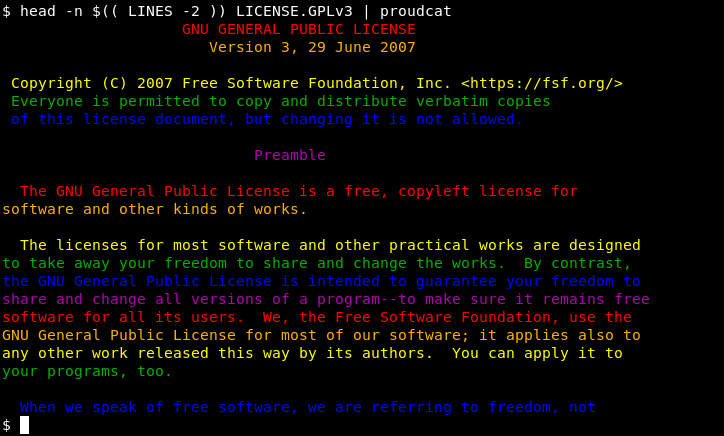 $ head -n $(( LINES -2 )) LICENSE.GPLv3 | proudcat
GNU GENERAL PUBLIC LICENSE
Version 3, 29 June 2007
Copyright (C) 2007 Free Software Foundation, Inc. <https://fsf.org/>
Everyone is permitted to copy and distribute verbatim copies
of this license document, but changing it is not allowed.
Preamble
The GNU General Public License is a free, copyleft license for
software and other kinds of works.
The licenses for most software and other practical works are designed
to take away your freedom to share and change the works.  By contrast,
the GNU General Public License is intended to guarantee your freedom to
share and change all versions of a program--to make sure it remains free
software for all its users.  We, the Free Software Foundation, use the
GNU General Public License for most of our software; it applies also to
any other work released this way by its authors.  You can apply it to
your programs, too.
When we speak of free software, we are referring to freedom, not
$